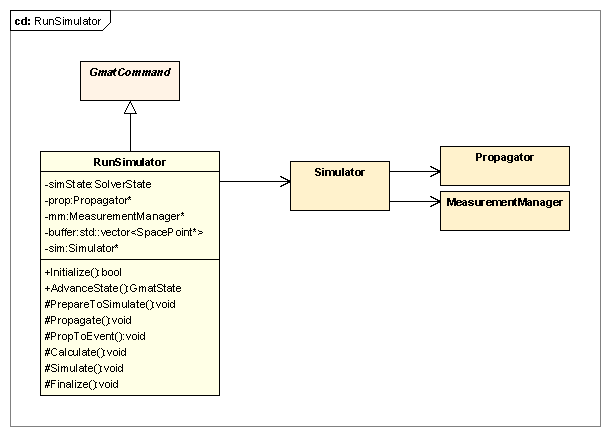 cd: RunSimulator
GmatCommand
RunSimulator
-simState:SolverState
-prop:Propagator*
-mm:MeasurementManager*
-buffer:std::vector<SpacePoint*>
-sim:Simulator*
+Initialize():bool
+AdvanceState():GmatState
#PrepareToSimulate():void
#Propagate():void
#PropToEvent():void
#Calculate():void
#Simulate():void
#Finalize():void
Simulator
Propagator
MeasurementManager